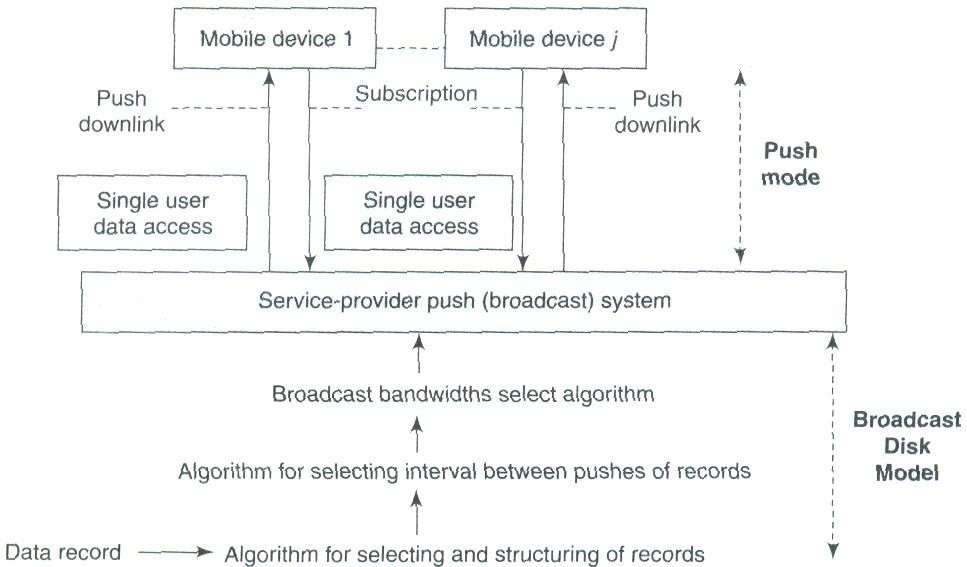 Mobile device 1
Mobile device j
Push
downlink
Subscription
Push
downlink
Push
mode
Single user
data access
Single user
data access
Service-provider push (broadcast) system
Broadcast bandwidths select algorithm
Broadcast
Disk
Model
Algorithm for selecting interval between pushes of records
Data record
Algorithm for selecting and structuring of records